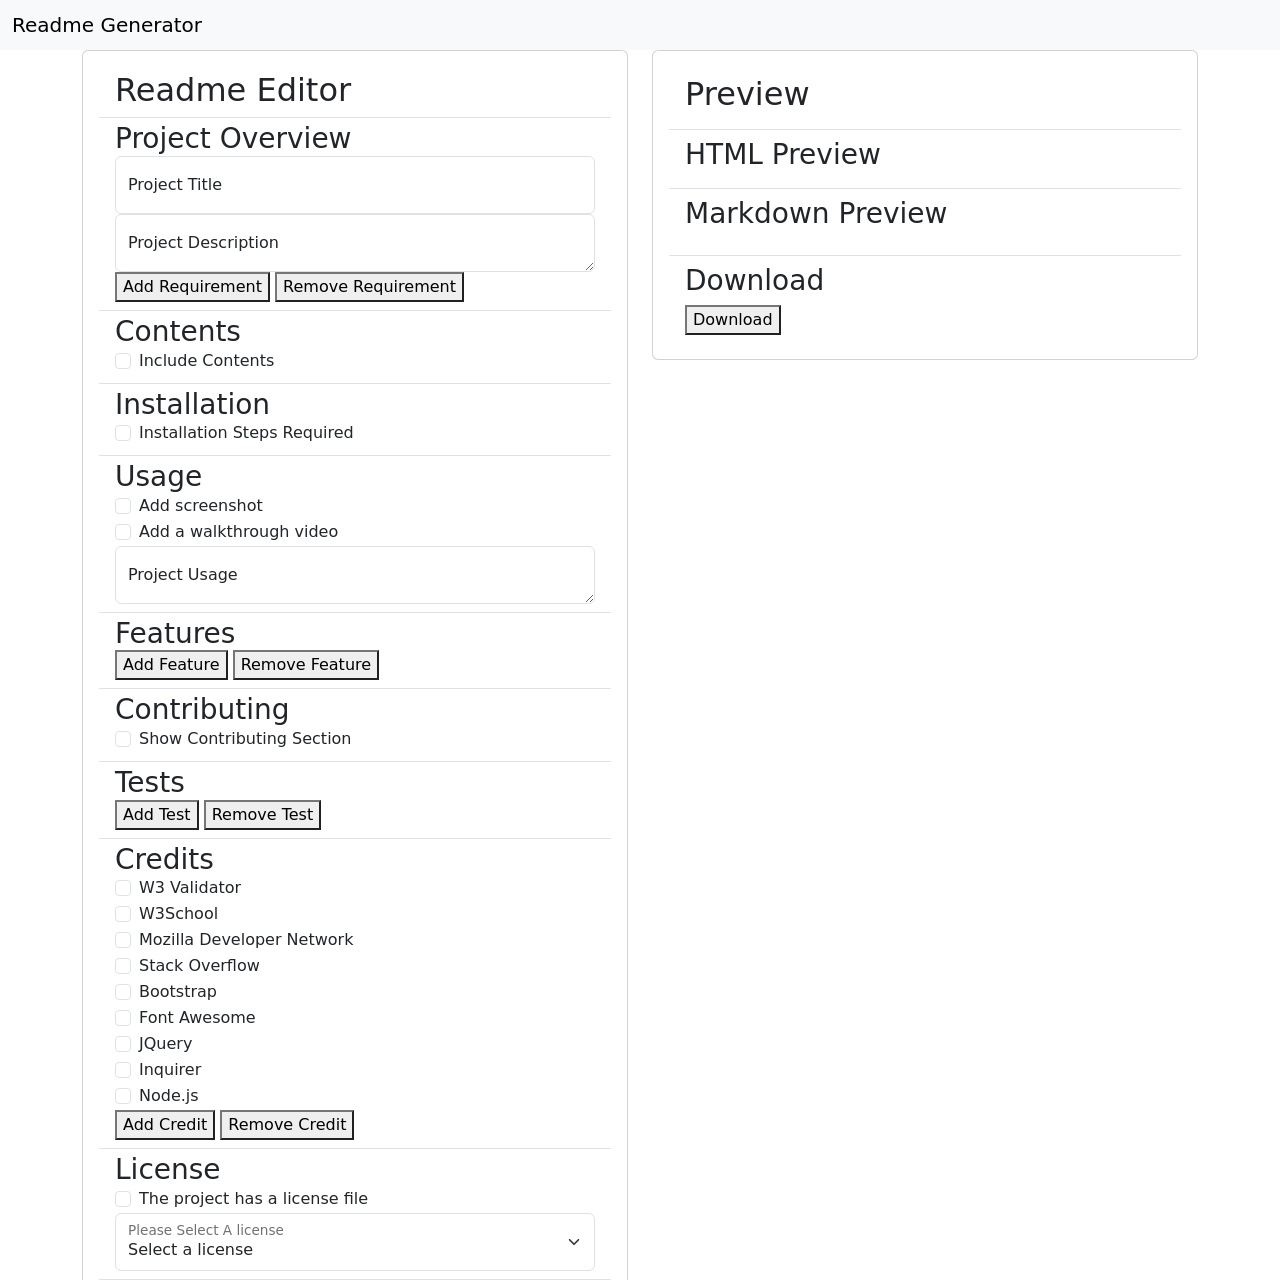 Readme Generator
Readme Editor
Project Overview
Project Title
Project Description
Add Requirement Remove Requirement
Contents
Include Contents
Installation
Installation Steps Required
Usage
Add screenshot
Add a walkthrough video
Project Usage
Features
Add Feature Remove Feature
Contributing
Show Contributing Section
Tests
Add Test Remove Test
Credits
W3 Validator
W3School
Mozilla Developer Network
Stack Overflow
Bootstrap
Font Awesome
JQuery
Inquirer
Node.js
Add Credit Remove Credit
License
The project has a license file
Please Select A license
Select a license
Preview
HTML Preview
Markdown Preview
Download
Download